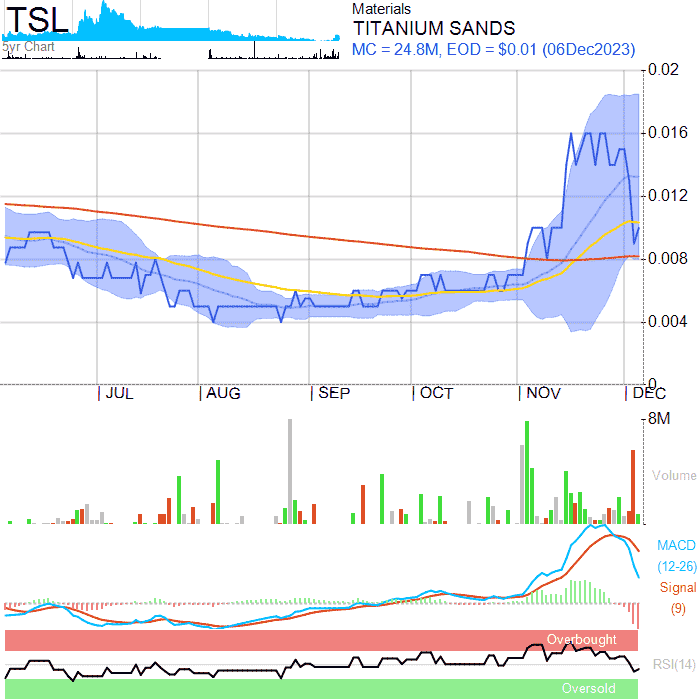 TSL
5yr Chart
Materials
TITANIUM SANDS
MC = 24.8M, EOD = $0.01 (06Dec2023)
0.02
0.016
0.012
0.008
0.004
0
JUL AUG SEP OCT NOV DEC
8M
Volume
MACD
(12-26)
Signal
(9)
Overbought
RSI(14)
Oversold